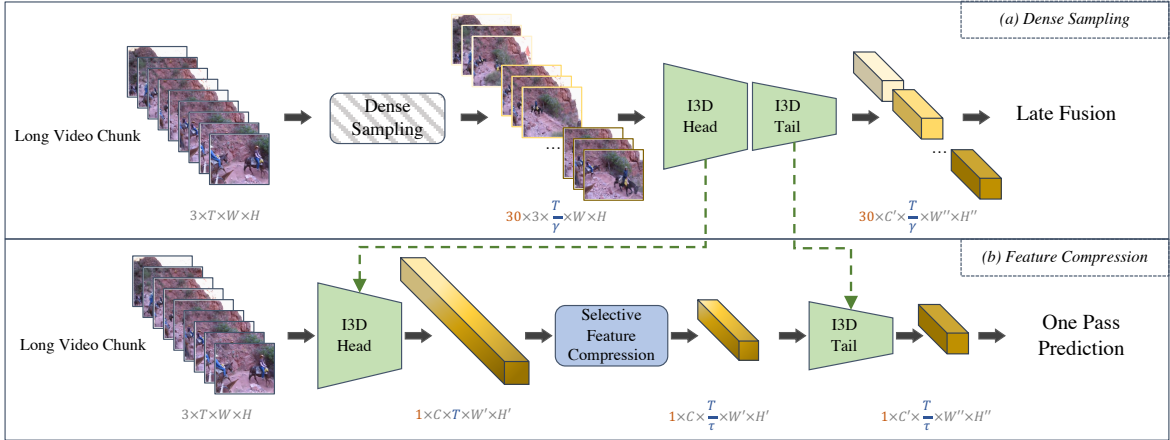 (a) Dense Sampling
Long Video Chunk
Dense
Sampling
...
I3D
Head
I3D
Tail
...
Late Fusion
3×T×W×H
30×3×T/γ×W×H
30×C'×T/γ×W''×H''
(b) Feature Compression
Long Video Chunk
I3D
Head
Selective
Feature
Compression
I3D
Tail
One Pass
Prediction
3×T×W×H
1×C×T×W'×H'
1×C×T/τ×W'×H'
1×C'×T/τ×W''×H''